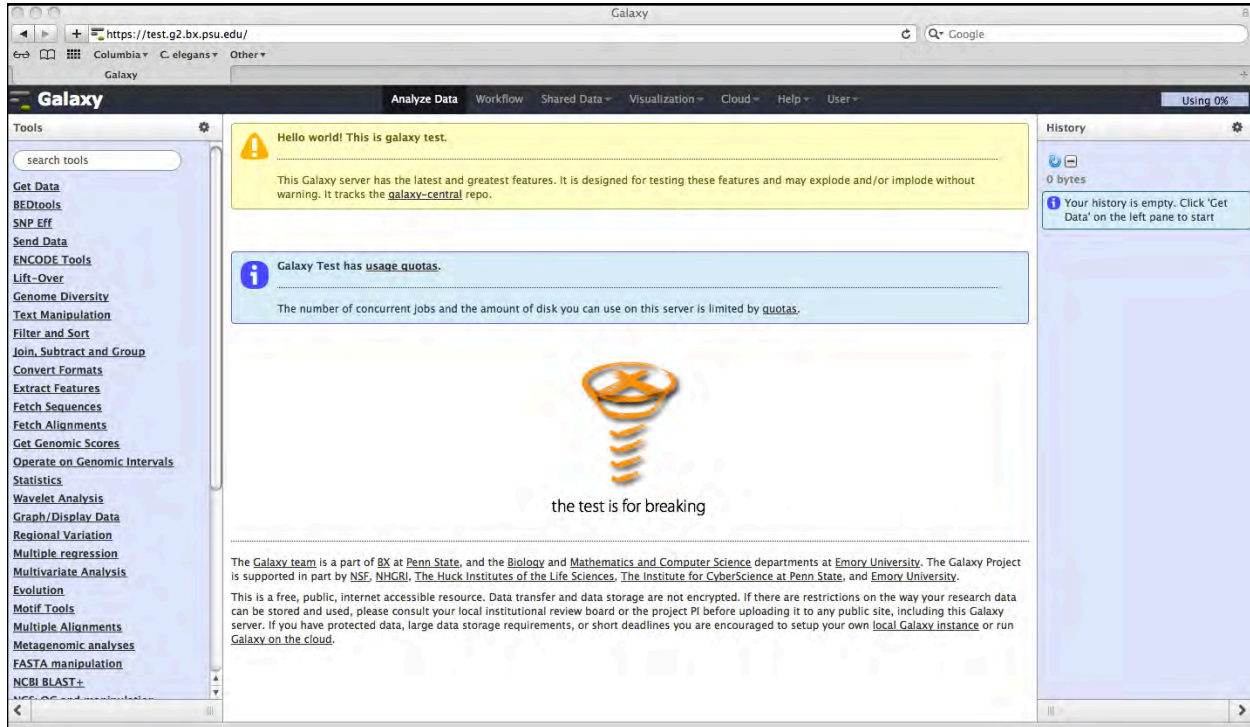 Galaxy
https://test.g2.bx.psu.edu/
Google
Columbia C. elegans Other
Galaxy
Galaxy Analyze Data Workflow Shared Data Visualization Cloud Help User Using 0%
Tools
search tools
Get Data
BEDtools
SNP Eff
Send Data
ENCODE Tools
Lift-Over
Genome Diversity
Text Manipulation
Filter and Sort
Join, Subtract and Group
Convert Formats
Extract Features
Fetch Sequences
Fetch Alignments
Get Genomic Scores
Operate on Genomic Intervals
Statistics
Wavelet Analysis
Graph/Display Data
Regional Variation
Multiple regression
Multivariate Analysis
Evolution
Motif Tools
Multiple Alignments
Metagenomic analyses
FASTA manipulation
NCBI BLAST+
Hello world! This is galaxy test.
This Galaxy server has the latest and greatest features. It is designed for testing these features and may explode and/or implode without
warning. It tracks the galaxy-central repo.
Galaxy Test has usage quotas.
The number of concurrent jobs and the amount of disk you can use on this server is limited by quotas.
the test is for breaking
The Galaxy team is a part of BX at Penn State, and the Biology and Mathematics and Computer Science departments at Emory University. The Galaxy Project
is supported in part by NSF, NHGRI, The Huck Institutes of the Life Sciences, The Institute for CyberScience at Penn State, and Emory University.
This is a free, public, internet accessible resource. Data transfer and data storage are not encrypted. If there are restrictions on the way your research data
can be stored and used, please consult your local institutional review board or the project PI before uploading it to any public site, including this Galaxy
server. If you have protected data, large data storage requirements, or short deadlines you are encouraged to setup your own local Galaxy instance or run
Galaxy on the cloud.
History
0 bytes
Your history is empty. Click 'Get
Data' on the left pane to start